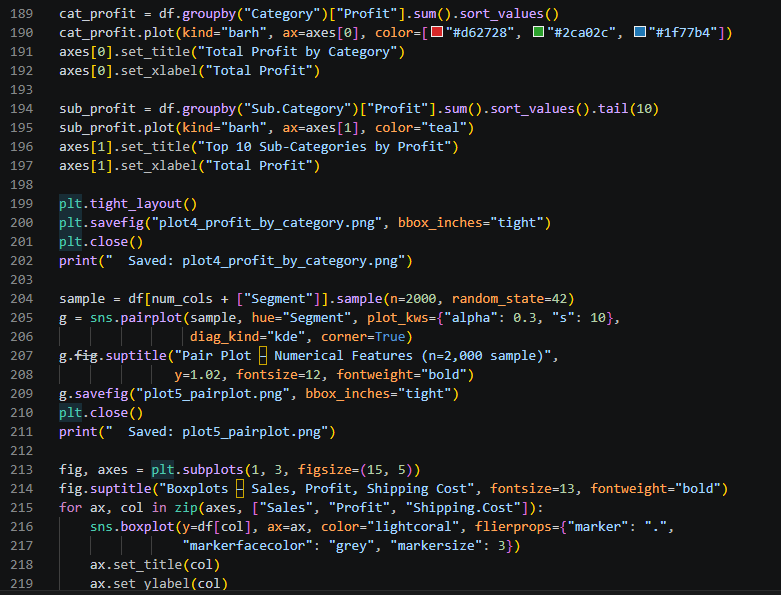 189 cat_profit = df.groupby("Category")["Profit"].sum().sort_values()
190 cat_profit.plot(kind="barh", ax=axes[0], color=["#d62728", "#2ca02c", "#1f77b4"])
191 axes[0].set_title("Total Profit by Category")
192 axes[0].set_xlabel("Total Profit")
193
194 sub_profit = df.groupby("Sub.Category")["Profit"].sum().sort_values().tail(10)
195 sub_profit.plot(kind="barh", ax=axes[1], color="teal")
196 axes[1].set_title("Top 10 Sub-Categories by Profit")
197 axes[1].set_xlabel("Total Profit")
198
199 plt.tight_layout()
200 plt.savefig("plot4_profit_by_category.png", bbox_inches="tight")
201 plt.close()
202 print("  Saved: plot4_profit_by_category.png")
203
204 sample = df[num_cols + ["Segment"]].sample(n=2000, random_state=42)
205 g = sns.pairplot(sample, hue="Segment", plot_kws={"alpha": 0.3, "s": 10},
206                  diag_kind="kde", corner=True)
207 g.fig.suptitle("Pair Plot – Numerical Features (n=2,000 sample)",
208                y=1.02, fontsize=12, fontweight="bold")
209 g.savefig("plot5_pairplot.png", bbox_inches="tight")
210 plt.close()
211 print("  Saved: plot5_pairplot.png")
212
213 fig, axes = plt.subplots(1, 3, figsize=(15, 5))
214 fig.suptitle("Boxplots – Sales, Profit, Shipping Cost", fontsize=13, fontweight="bold")
215 for ax, col in zip(axes, ["Sales", "Profit", "Shipping.Cost"]):
216     sns.boxplot(y=df[col], ax=ax, color="lightcoral", flierprops={"marker": ".",
217                 "markerfacecolor": "grey", "markersize": 3})
218     ax.set_title(col)
219     ax.set_ylabel(col)